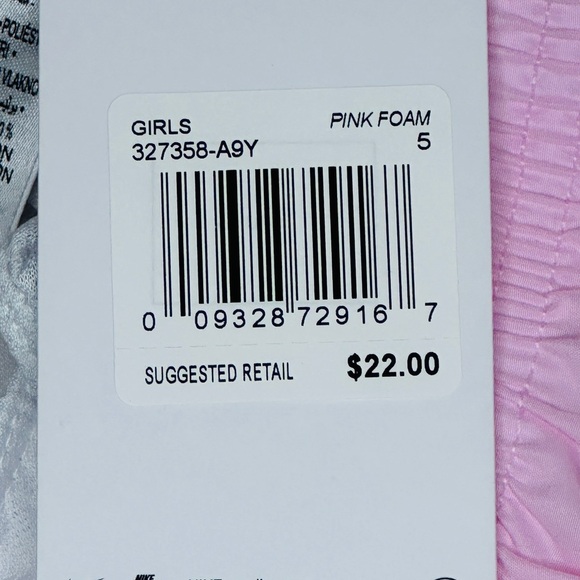 GIRLS PINK FOAM
327358-A9Y 5
0 09328 72916 7
SUGGESTED RETAIL $22.00
NIKE